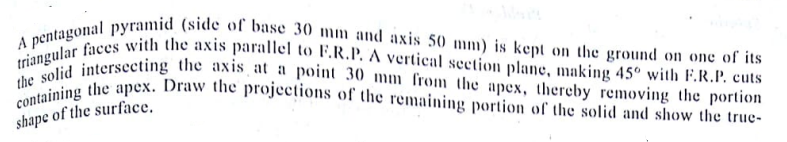 A pentagonal pyramid (side of base 30 mm and axis 50 mm) is kept on the ground on one of its
triangular faces with the axis parallel to F.R.P. A vertical section plane, making 45° with F.R.P. cuts
the solid intersecting the axis at a point 30 mm from the apex, thereby removing the portion
containing the apex. Draw the projections of the remaining portion of the solid and show the true-
shape of the surface.